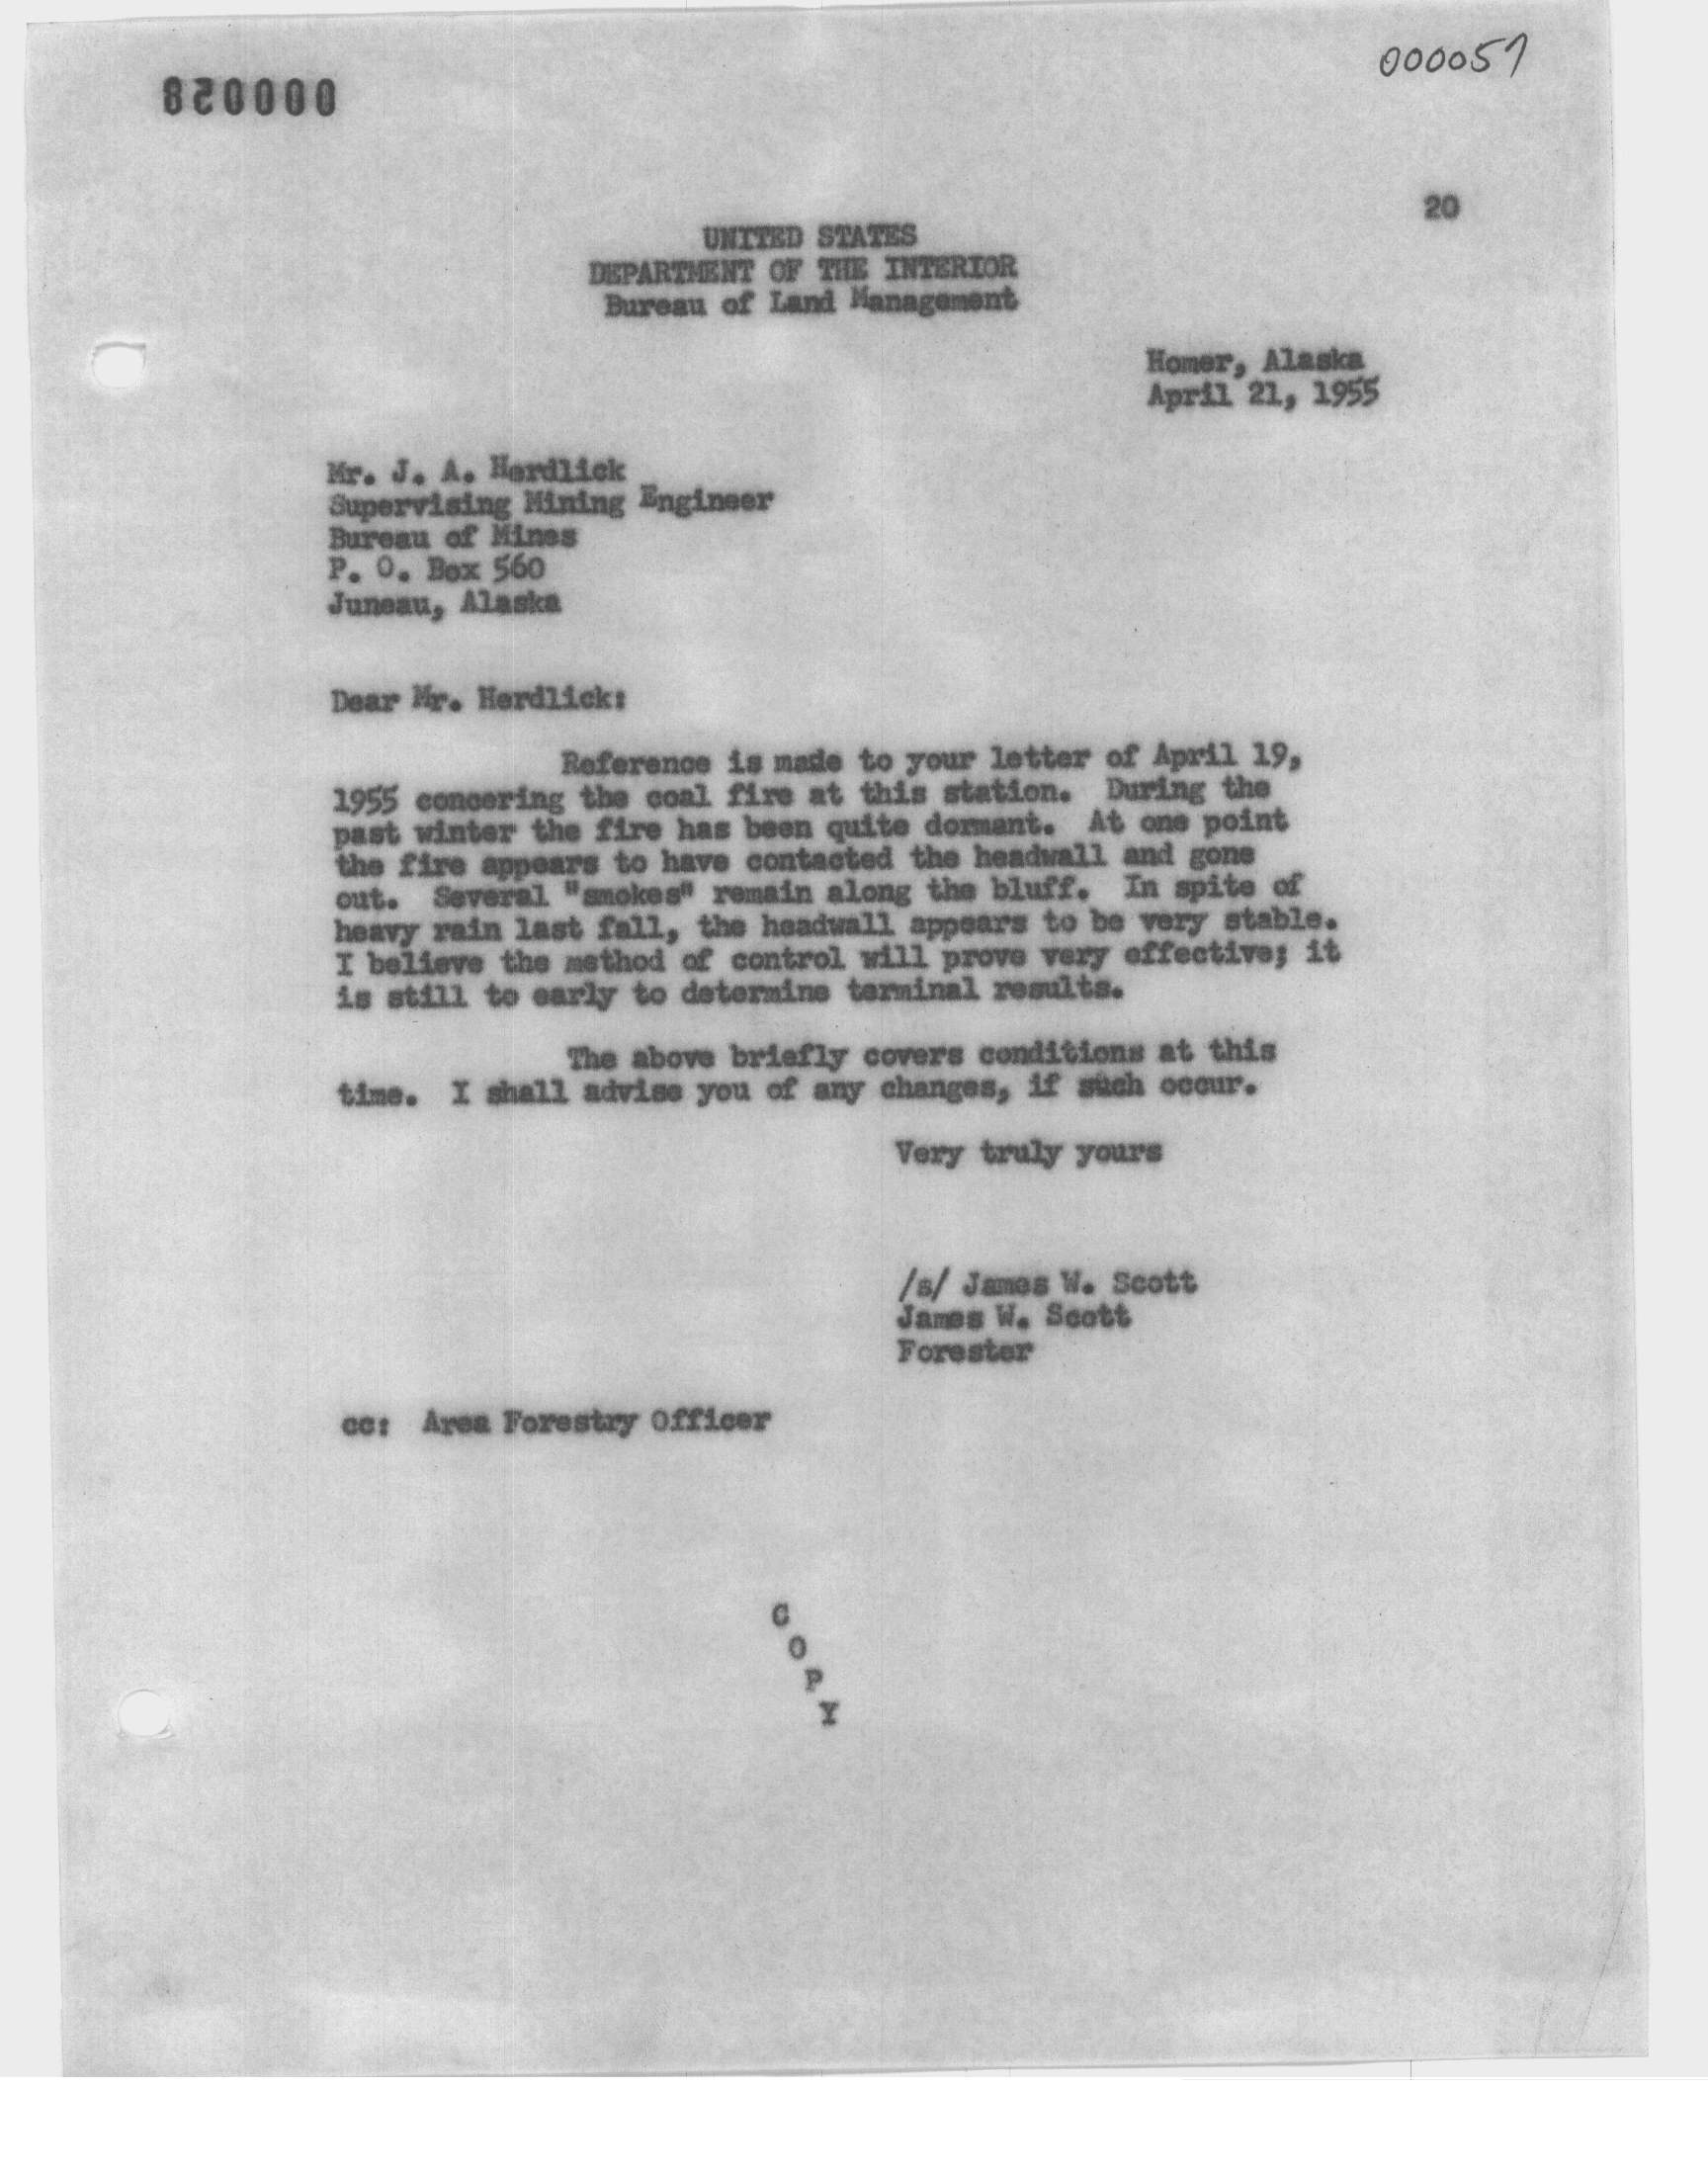 000057
20
UNITED STATES
DEPARTMENT OF THE INTERIOR
Bureau of Land Management
Homer, Alaska
April 21, 1955
Mr. J. A. Herdlick
Supervising Mining Engineer
Bureau of Mines
P. O. Box 560
Juneau, Alaska
Dear Mr. Herdlick:
Reference is made to your letter of April 19,
1955 concering the coal fire at this station. During the
past winter the fire has been quite dormant. At one point
the fire appears to have contacted the headwall and gone
out. Several "smokes" remain along the bluff. In spite of
heavy rain last fall, the headwall appears to be very stable.
I believe the method of control will prove very effective; it
is still to early to determine terminal results.
The above briefly covers conditions at this
time. I shall advise you of any changes, if such occur.
Very truly yours
/s/ James W. Scott
James W. Scott
Forester
cc: Area Forestry Officer
C
O
P
Y